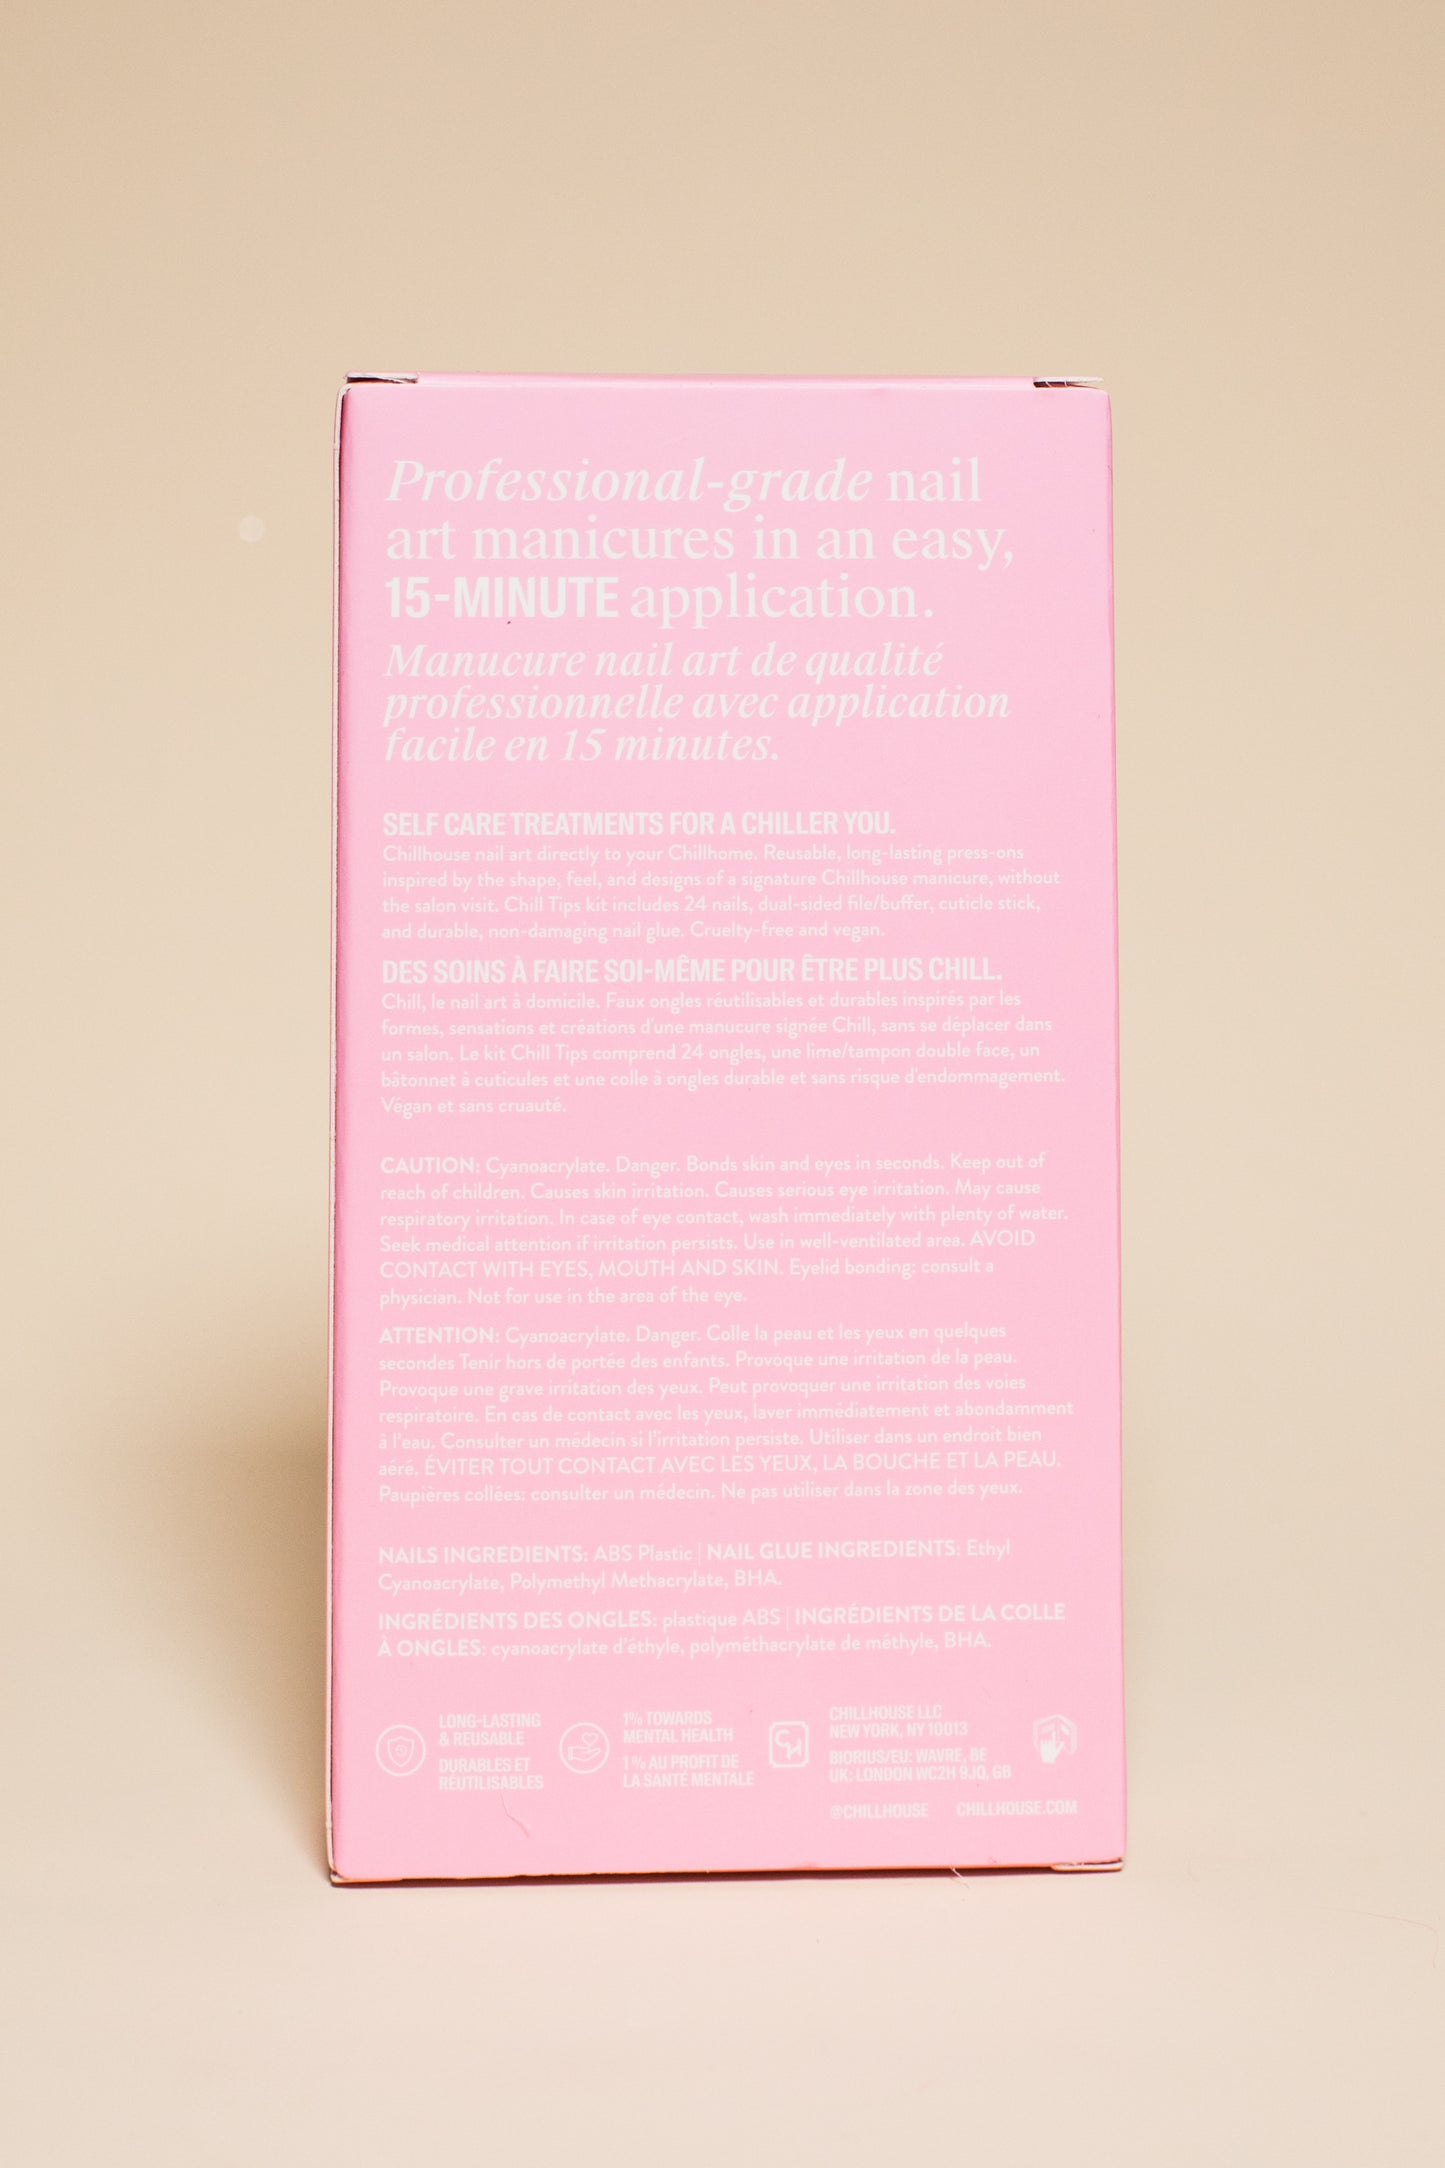 Professional-grade nail
art manicures in an easy,
15-MINUTE application.
Manucure nail art de qualité
professionnelle avec application
facile en 15 minutes.
SELF CARE TREATMENTS FOR A CHILLER YOU.
Chillhouse nail art directly to your Chillhome. Reusable, long-lasting press-ons
inspired by the shape, feel, and designs of a signature Chillhouse manicure, without
the salon visit. Chill Tips kit includes 24 nails, dual-sided file/buffer, cuticle stick,
and durable, non-damaging nail glue. Cruelty-free and vegan.
DES SOINS À FAIRE SOI-MÊME POUR ÊTRE PLUS CHILL.
Chill, le nail art à domicile. Faux ongles réutilisables et durables inspirés par les
formes, sensations et créations d'une manucure signée Chill, sans se déplacer dans
un salon. Le kit Chill Tips comprend 24 ongles, une lime/tampon double face, un
bâtonnet à cuticules et une colle à ongles durable et sans risque d'endommagement.
Végan et sans cruauté.
CAUTION: Cyanoacrylate. Danger. Bonds skin and eyes in seconds. Keep out of
reach of children. Causes skin irritation. Causes serious eye irritation. May cause
respiratory irritation. In case of eye contact, wash immediately with plenty of water.
Seek medical attention if irritation persists. Use in well-ventilated area. AVOID
CONTACT WITH EYES, MOUTH AND SKIN. Eyelid bonding: consult a
physician. Not for use in the area of the eye.
ATTENTION: Cyanoacrylate. Danger. Colle la peau et les yeux en quelques
secondes Tenir hors de portée des enfants. Provoque une irritation de la peau.
Provoque une grave irritation des yeux. Peut provoquer une irritation des voies
respiratoire. En cas de contact avec les yeux, laver immédiatement et abondamment
à l'eau. Consulter un médecin si l'irritation persiste. Utiliser dans un endroit bien
aéré. ÉVITER TOUT CONTACT AVEC LES YEUX, LA BOUCHE ET LA PEAU.
Paupières collées: consulter un médecin. Ne pas utiliser dans la zone des yeux.
NAILS INGREDIENTS: ABS Plastic | NAIL GLUE INGREDIENTS: Ethyl
Cyanoacrylate, Polymethyl Methacrylate, BHA.
INGRÉDIENTS DES ONGLES: plastique ABS | INGRÉDIENTS DE LA COLLE
À ONGLES: cyanoacrylate d'éthyle, polyméthacrylate de méthyle, BHA.
LONG-LASTING
& REUSABLE
DURABLES ET
RÉUTILISABLES
1% TOWARDS
MENTAL HEALTH
1% AU PROFIT DE
LA SANTÉ MENTALE
CH
CHILLHOUSE LLC
NEW YORK, NY 10013
BIORIUS/EU: WAVRE, BE
UK: LONDON WC2H 9JQ, GB
@CHILLHOUSE CHILLHOUSE.COM